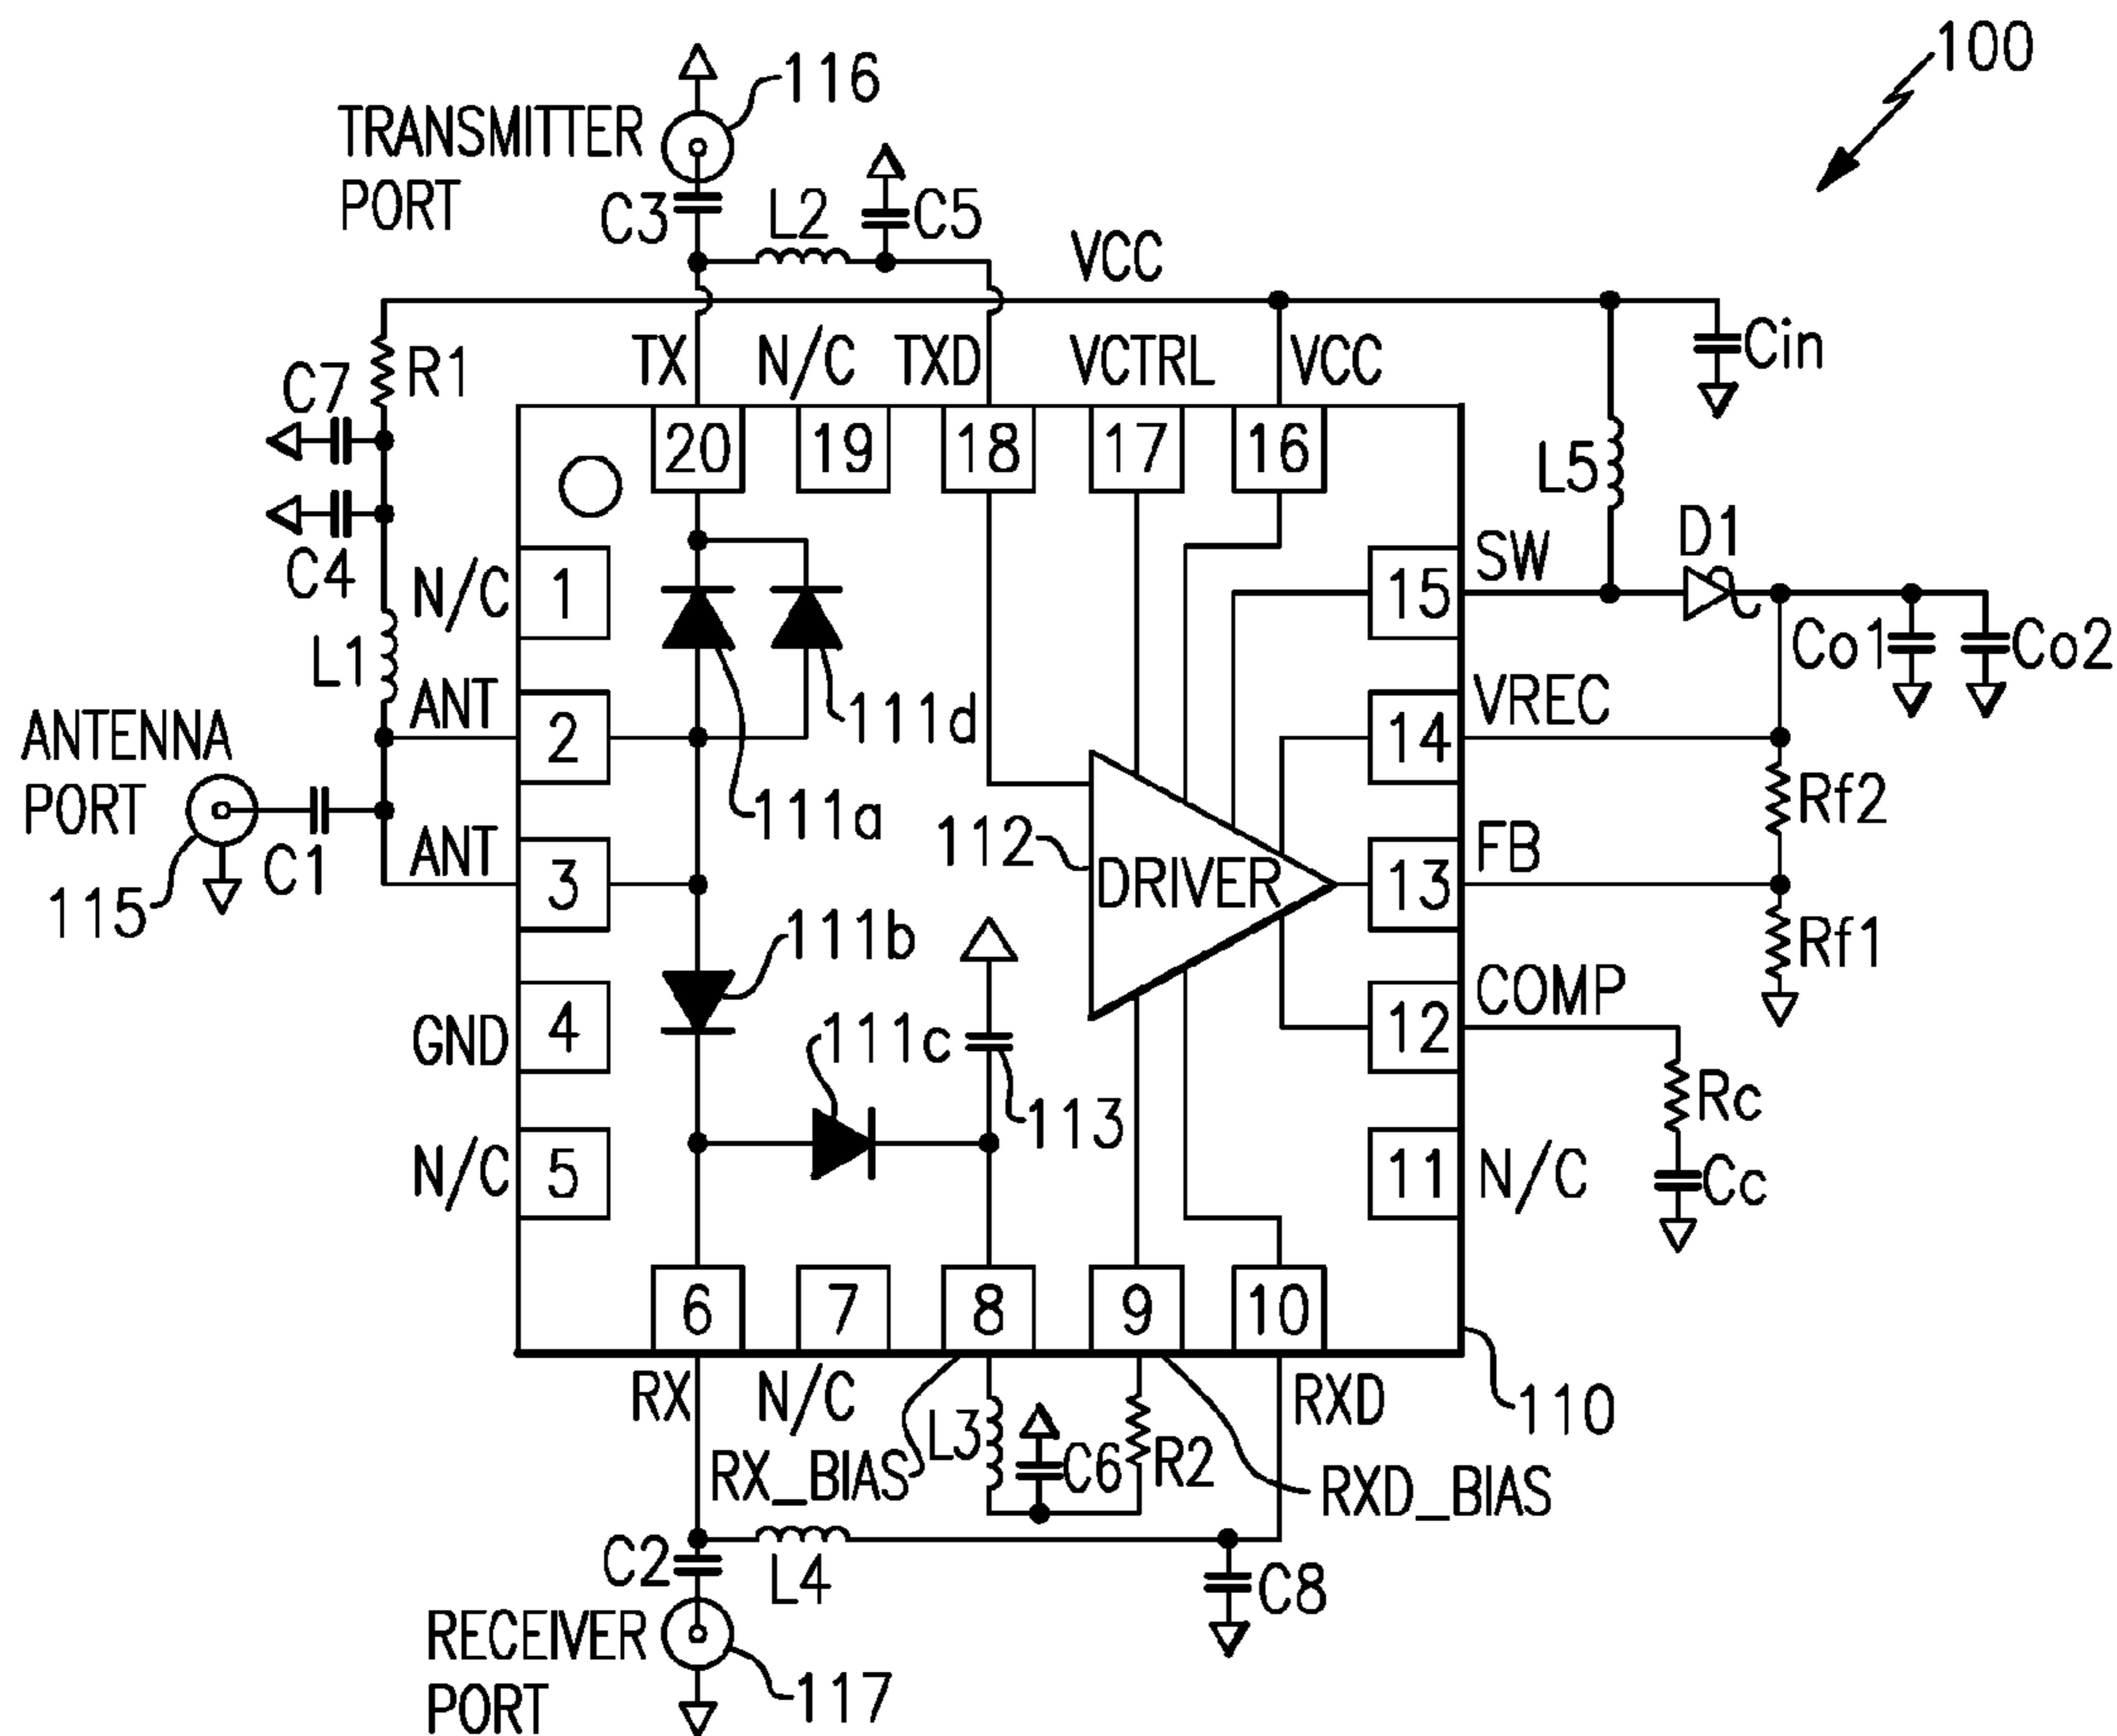 100
116
TRANSMITTER
PORT
C3
L2
C5
VCC
TX
N/C
TXD
VCTRL
VCC
Cin
C7
R1
C4
L1
20
19
18
17
16
L5
D1
N/C
1
15
SW
Co1
Co2
ANT
2
111d
14
VREC
ANTENNA
PORT
111a
Rf2
115
C1
ANT
3
112
DRIVER
13
FB
Rf1
111b
GND
4
111c
113
12
COMP
Rc
N/C
5
11
N/C
Cc
6
7
8
9
10
RX
N/C
RXD
110
RX_BIAS
L3
C6
R2
RXD_BIAS
C2
L4
C8
RECEIVER
PORT
117